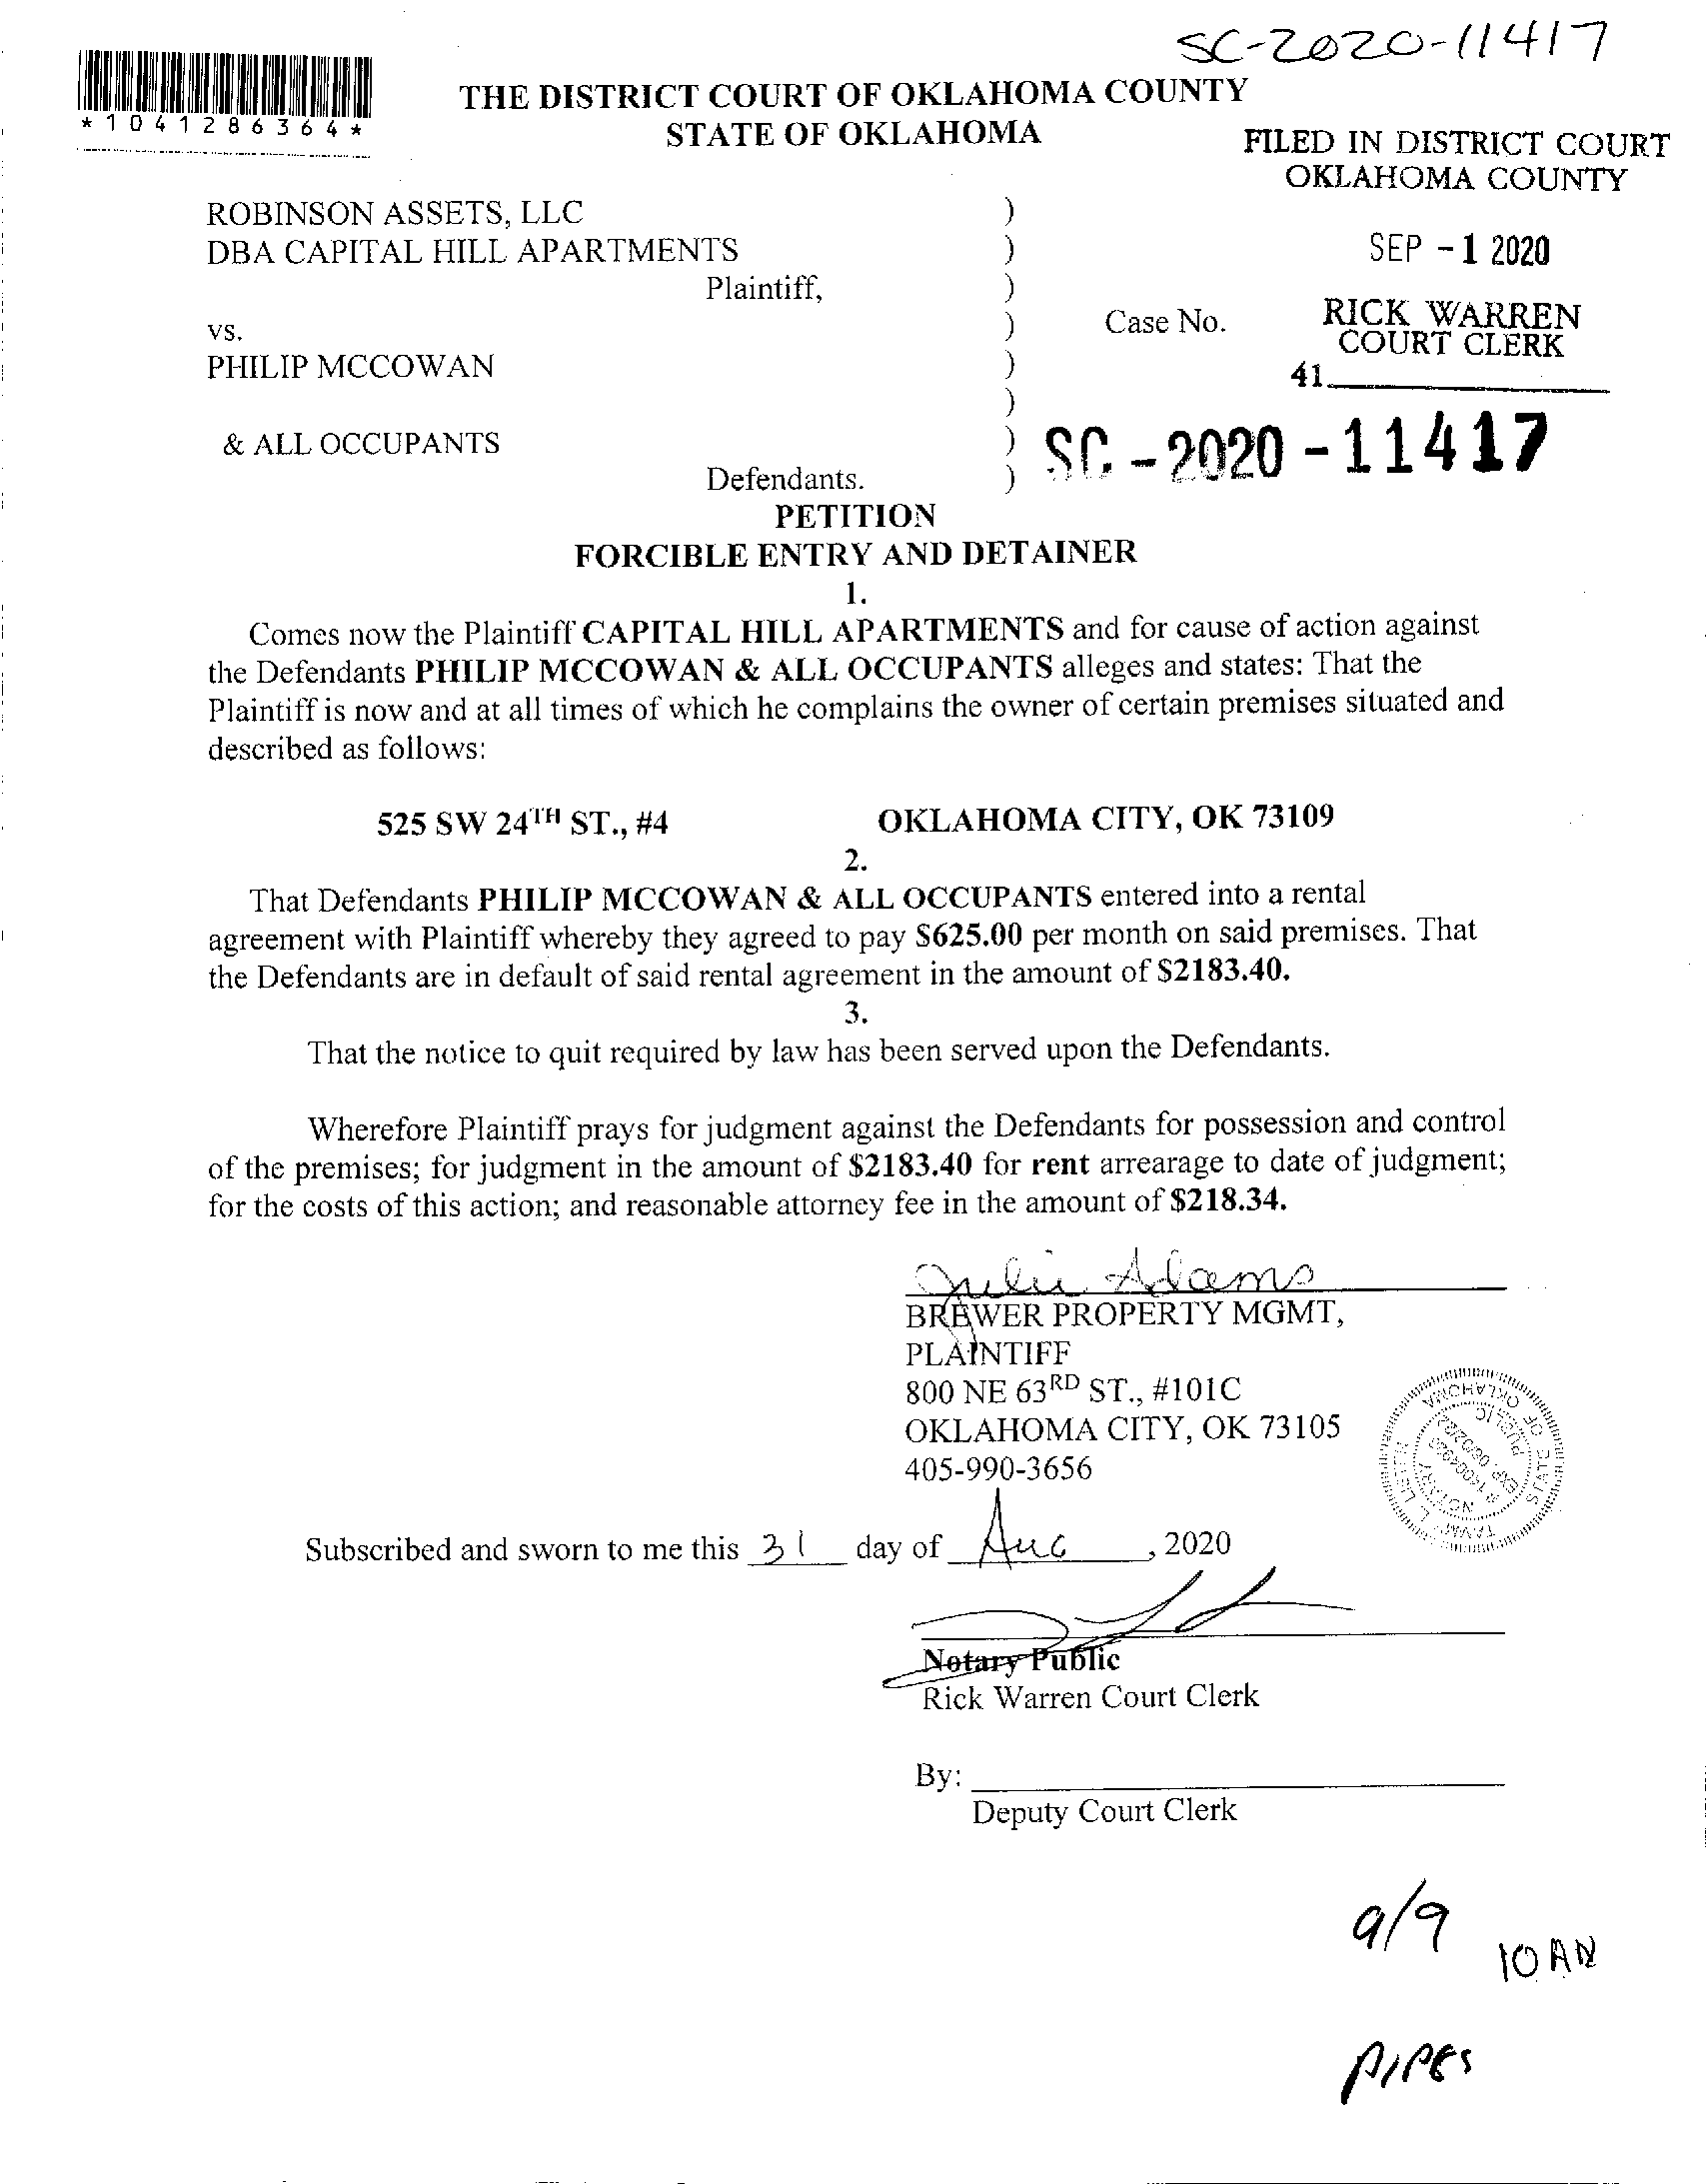 SC-2020-11417
*1041286364*
THE DISTRICT COURT OF OKLAHOMA COUNTY
STATE OF OKLAHOMA
FILED IN DISTRICT COURT
OKLAHOMA COUNTY
ROBINSON ASSETS, LLC )
DBA CAPITAL HILL APARTMENTS )
SEP -1 2020
Plaintiff, )
vs. ) Case No.
RICK WARREN
COURT CLERK
PHILIP MCCOWAN )
41
)
& ALL OCCUPANTS ) SC -2020 -11417
Defendants. )
PETITION
FORCIBLE ENTRY AND DETAINER
1.
Comes now the Plaintiff CAPITAL HILL APARTMENTS and for cause of action against
the Defendants PHILIP MCCOWAN & ALL OCCUPANTS alleges and states: That the
Plaintiff is now and at all times of which he complains the owner of certain premises situated and
described as follows:
525 SW 24TH ST., #4 OKLAHOMA CITY, OK 73109
2.
That Defendants PHILIP MCCOWAN & ALL OCCUPANTS entered into a rental
agreement with Plaintiff whereby they agreed to pay $625.00 per month on said premises. That
the Defendants are in default of said rental agreement in the amount of $2183.40.
3.
That the notice to quit required by law has been served upon the Defendants.
Wherefore Plaintiff prays for judgment against the Defendants for possession and control
of the premises; for judgment in the amount of $2183.40 for rent arrearage to date of judgment;
for the costs of this action; and reasonable attorney fee in the amount of $218.34.
Julie Adams
BREWER PROPERTY MGMT,
PLAINTIFF
800 NE 63RD ST., #101C
OKLAHOMA CITY, OK 73105
405-990-3656
STATE OF OKLAHOMA
NOTARY PUBLIC
Subscribed and sworn to me this 31 day of Aug, 2020
Notary Public
Rick Warren Court Clerk
By:
Deputy Court Clerk
9/9
10 AM
PIPES